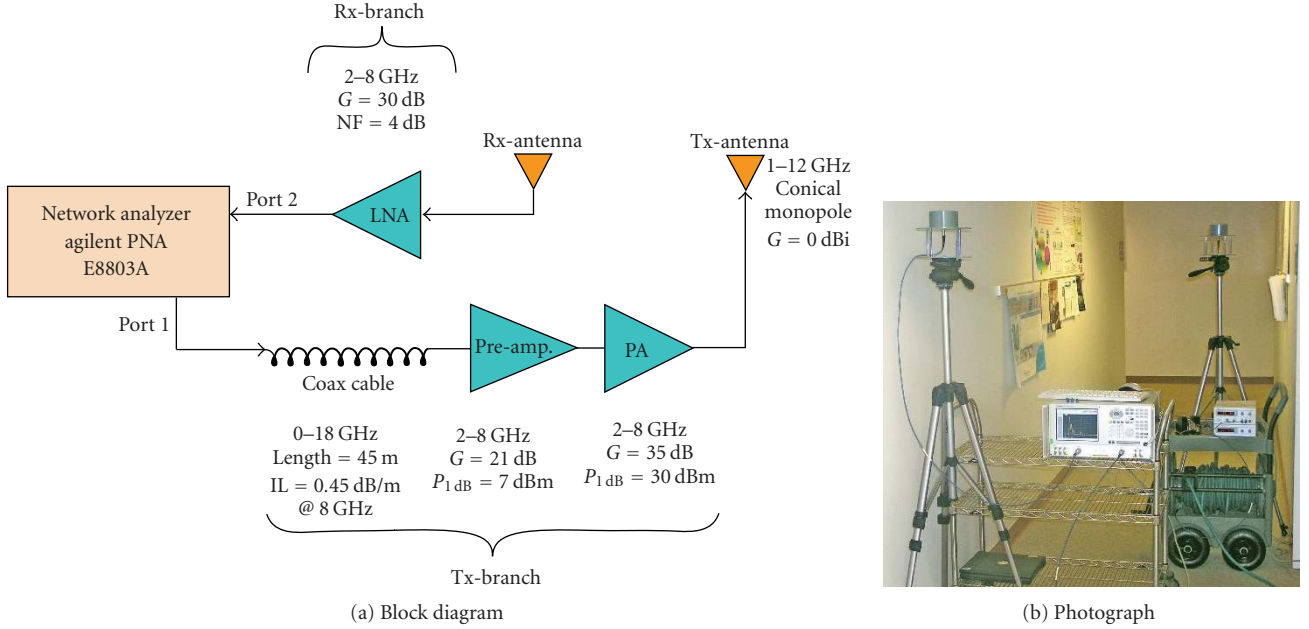 Rx-branch
2–8 GHz
G = 30 dB
NF = 4 dB
Rx-antenna
Tx-antenna
1–12 GHz
Conical
monopole
G = 0 dBi
Network analyzer
agilent PNA
E8803A
Port 2
LNA
Port 1
Coax cable
Pre-amp.
PA
0–18 GHz
Length = 45 m
IL = 0.45 dB/m
@ 8 GHz
2–8 GHz
G = 21 dB
P1 dB = 7 dBm
2–8 GHz
G = 35 dB
P1 dB = 30 dBm
Tx-branch
(a) Block diagram
(b) Photograph